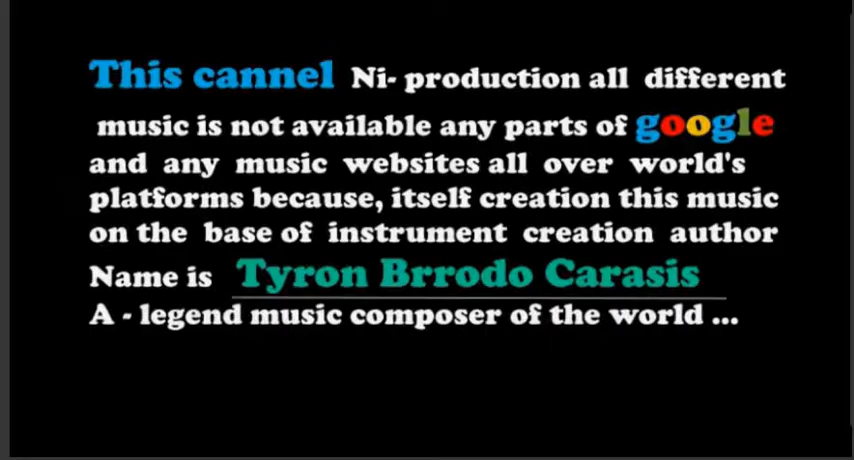 This cannel Ni- production all different
music is not available any parts of google
and any music websites all over world's
platforms because, itself creation this music
on the base of instrument creation author
Name is Tyron Brrodo Carasis
A - legend music composer of the world ...